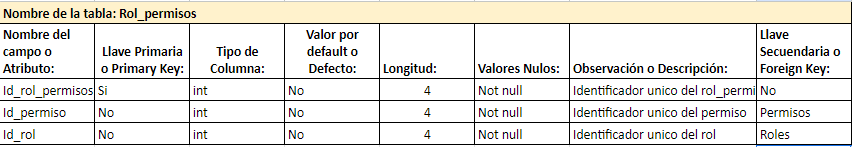 Nombre de la tabla: Rol_permisos
Nombre del campo o Atributo: Llave Primaria o Primary Key: Tipo de Columna: Valor por default o Defecto: Longitud: Valores Nulos: Observación o Descripción: Llave Secuendaria o Foreign Key:
Id_rol_permisos Si int No 4 Not null Identificador unico del rol_permi No
Id_permiso No int No 4 Not null Identificador unico del permiso Permisos
Id_rol No int No 4 Not null Identificador unico del rol Roles